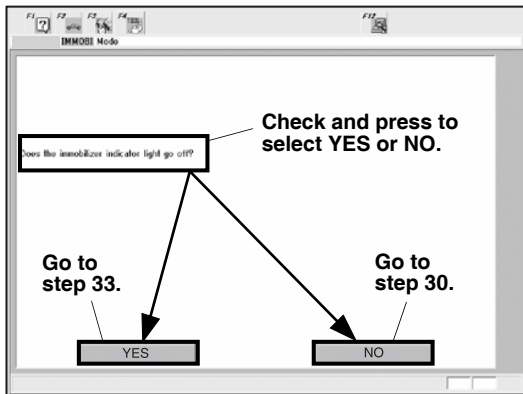 F1 F2 F3 F4 F12
IMMOBI Mode
Check and press to
select YES or NO.
Does the immobilizer indicator light go off?
Go to
step 33.
Go to
step 30.
YES
NO